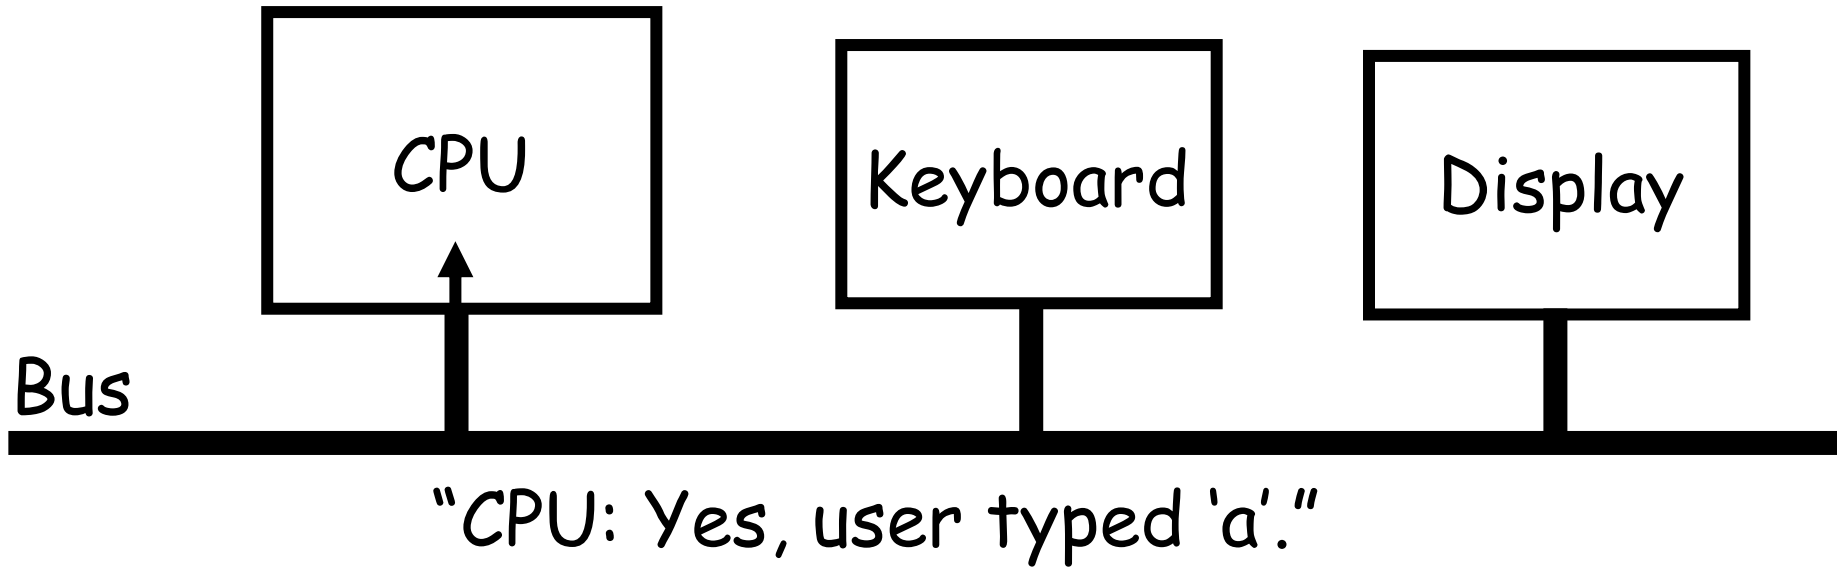 CPU
Keyboard
Display
Bus
“CPU: Yes, user typed ‘a’.”